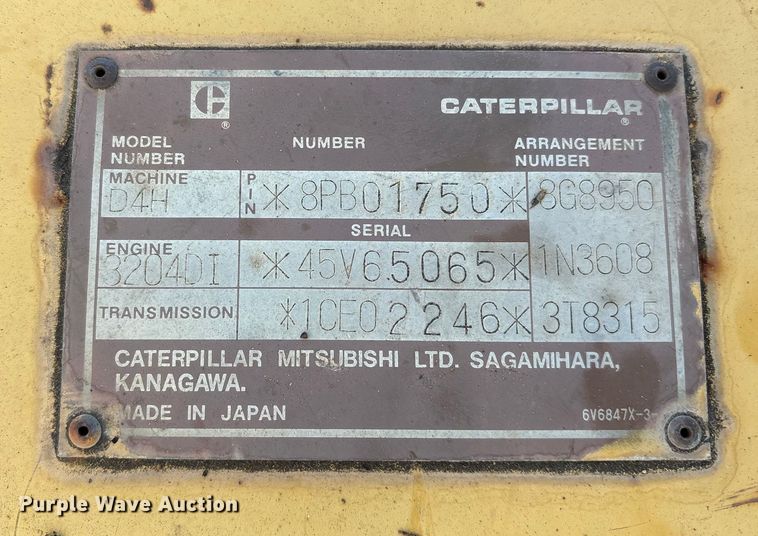 C
®
CATERPILLAR®
MODEL NUMBER
NUMBER
ARRANGEMENT NUMBER
MACHINE
D4H
PIN
*8PB01750*
8G8950
SERIAL
ENGINE
3204DI
*45V65065*
1N3608
TRANSMISSION
*1CE02246*
3T8315
CATERPILLAR MITSUBISHI LTD. SAGAMIHARA,
KANAGAWA.
MADE IN JAPAN
6V6847X-3-
Purple Wave Auction